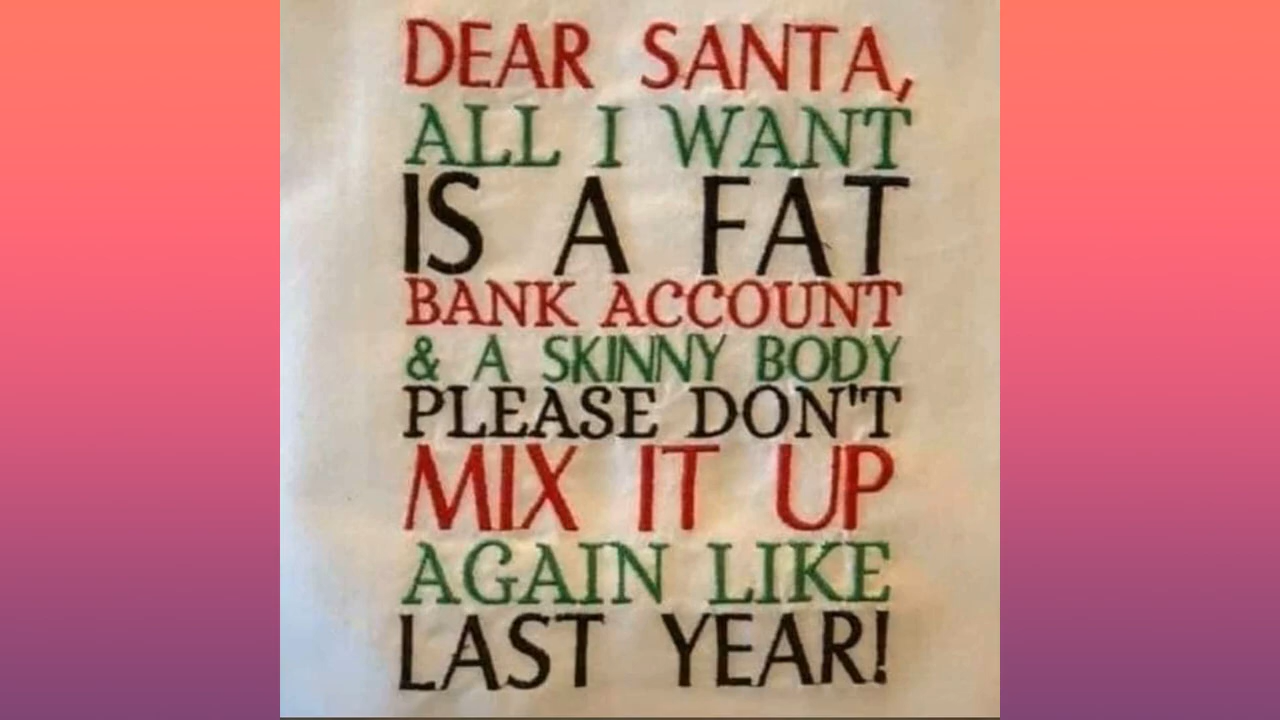 DEAR SANTA,
ALL I WANT
IS A FAT
BANK ACCOUNT
& A SKINNY BODY
PLEASE DON'T
MIX IT UP
AGAIN LIKE
LAST YEAR!